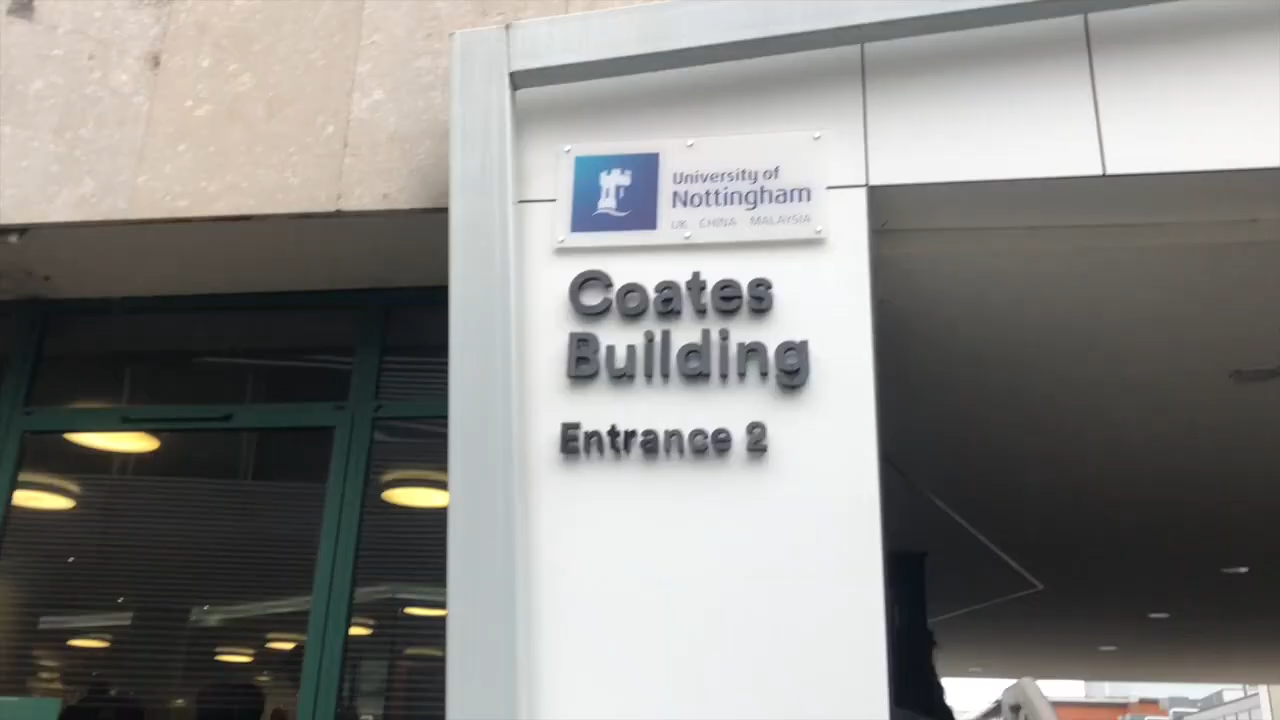 University of
Nottingham
UK CHINA MALAYSIA
Coates
Building
Entrance 2